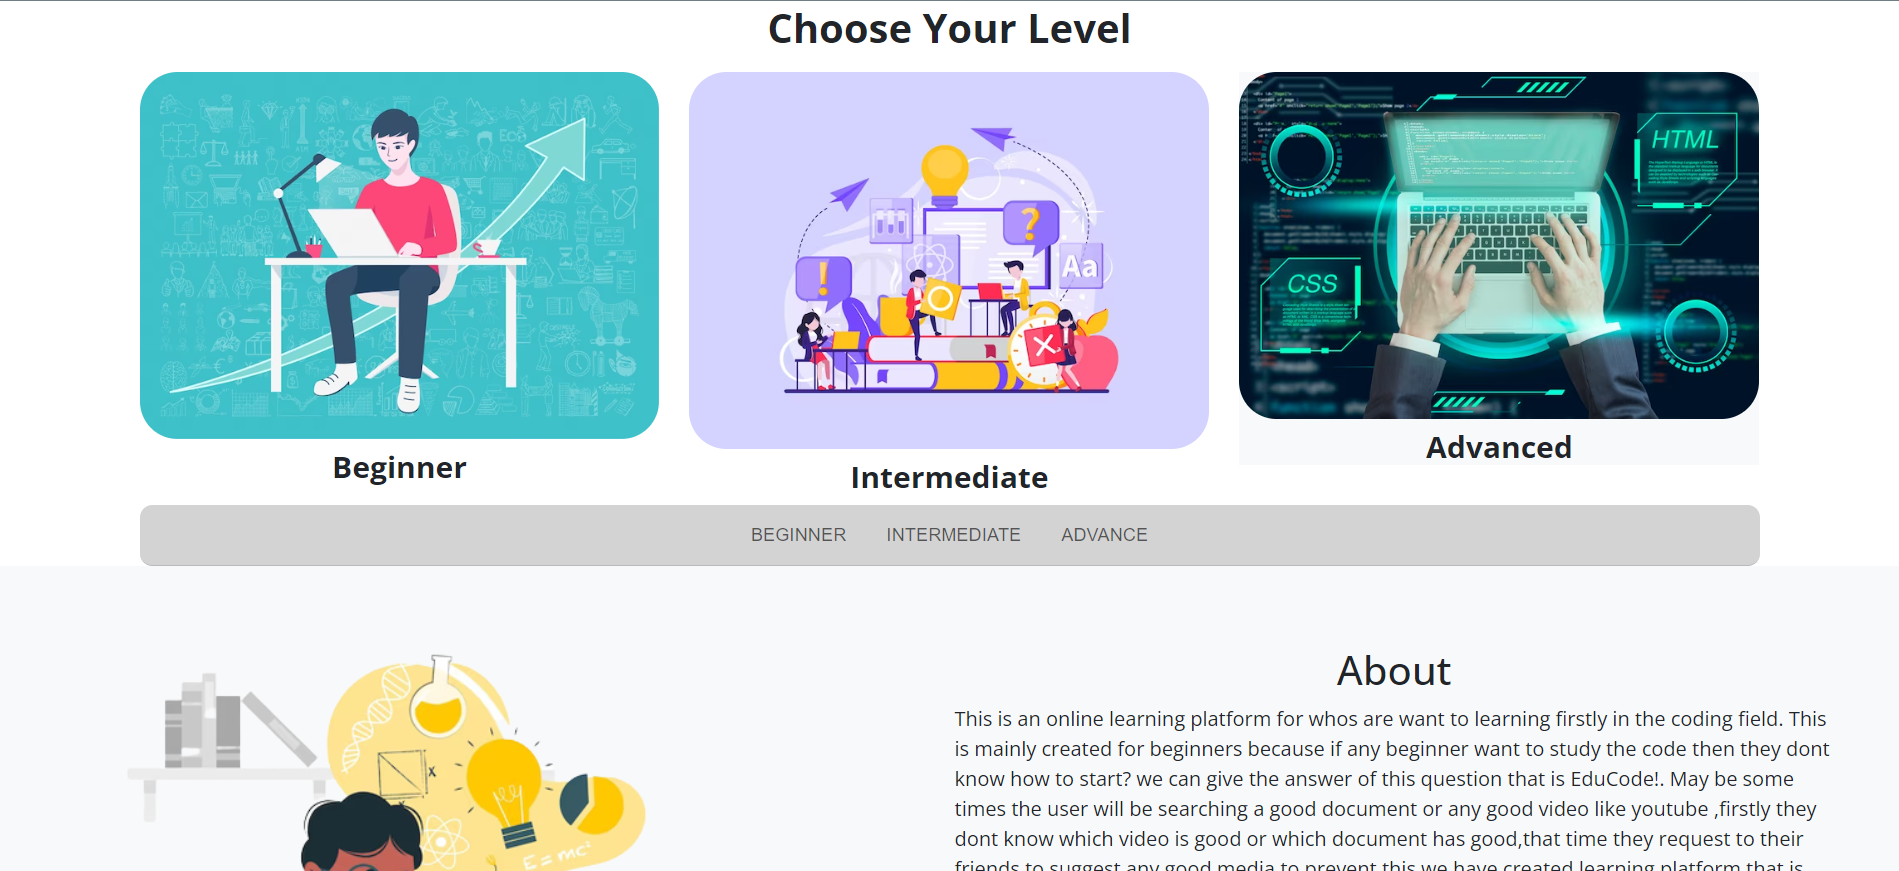 Choose Your Level
Aa
HTML
CSS
E=mc²
Beginner
Intermediate
Advanced
BEGINNER INTERMEDIATE ADVANCE
About
This is an online learning platform for whos are want to learning firstly in the coding field. This
is mainly created for beginners because if any beginner want to study the code then they dont
know how to start? we can give the answer of this question that is EduCode!. May be some
times the user will be searching a good document or any good video like youtube ,firstly they
dont know which video is good or which document has good,that time they request to their
friends to suggest any good media to prevent this we have created learning platform that is